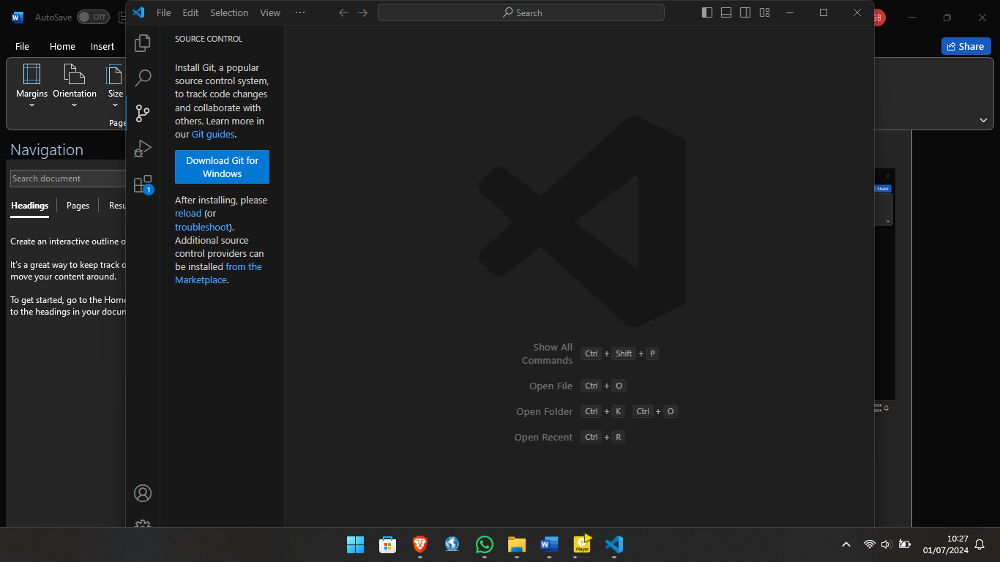 AutoSave Off
File Edit Selection View ···
Search
GB
File Home Insert
Share
Margins Orientation Size
Page
Navigation
Search document
Headings Pages Resu
Create an interactive outline o
It's a great way to keep track o
move your content around.
To get started, go to the Home
to the headings in your docun
SOURCE CONTROL
Install Git, a popular
source control system,
to track code changes
and collaborate with
others. Learn more in
our Git guides.
Download Git for
Windows
After installing, please
reload (or
troubleshoot).
Additional source
control providers can
be installed from the
Marketplace.
1
Show All
Commands Ctrl + Shift + P
Open File Ctrl + O
Open Folder Ctrl + K Ctrl + O
Open Recent Ctrl + R
Share
0:24
2024
W
C
Player
10:27
01/07/2024